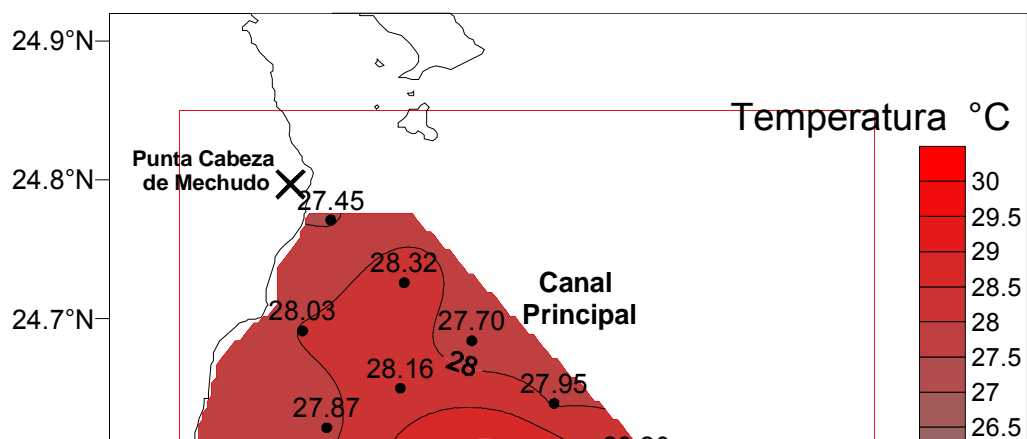 24.9°N
Temperatura °C
Punta Cabeza
de Mechudo
24.8°N
27.45
30
29.5
29
28.5
28
27.5
27
26.5
28.32
Canal
Principal
28.03
24.7°N
27.70
28
28.16
27.95
27.87